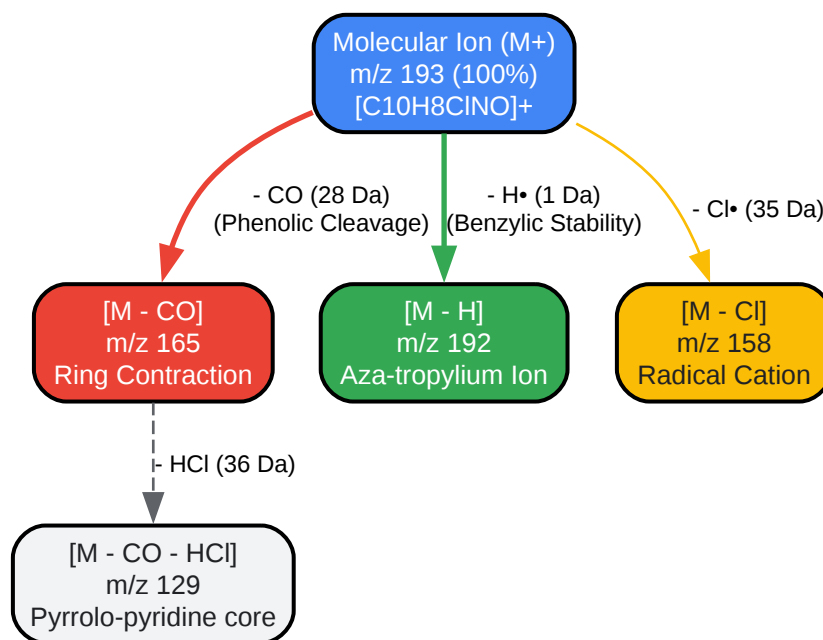 Molecular Ion (M+)
m/z 193 (100%)
[C10H8ClNO]+
- CO (28 Da)
(Phenolic Cleavage)
- H• (1 Da)
(Benzylic Stability)
- Cl• (35 Da)
[M - CO]
m/z 165
Ring Contraction
[M - H]
m/z 192
Aza-tropylium Ion
[M - Cl]
m/z 158
Radical Cation
- HCl (36 Da)
[M - CO - HCl]
m/z 129
Pyrrolo-pyridine core